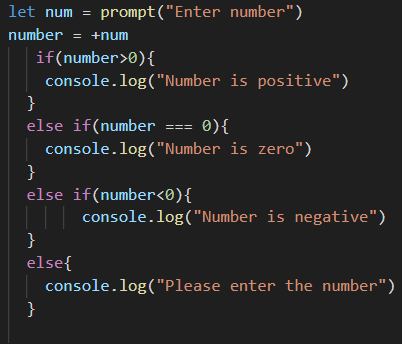 let num = prompt("Enter number")
number = +num
if(number>0){
console.log("Number is positive")
}
else if(number === 0){
console.log("Number is zero")
}
else if(number<0){
console.log("Number is negative")
}
else{
console.log("Please enter the number")
}